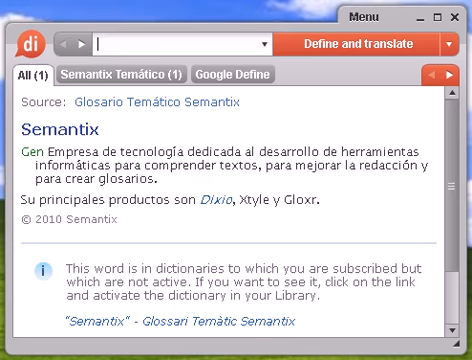 Menu
di
Define and translate
All (1)
Semantix Temático (1)
Google Define
Source: Glosario Temático Semantix
Semantix
Gen Empresa de tecnología dedicada al desarrollo de herramientas
informáticas para comprender textos, para mejorar la redacción y
para crear glosarios.
Su principales productos son Dixio, Xtyle y Gloxr.
© 2010 Semantix
i
This word is in dictionaries to which you are subscribed but
which are not active. If you want to see it, click on the link
and activate the dictionary in your Library.
"Semantix" - Glossari Temàtic Semantix